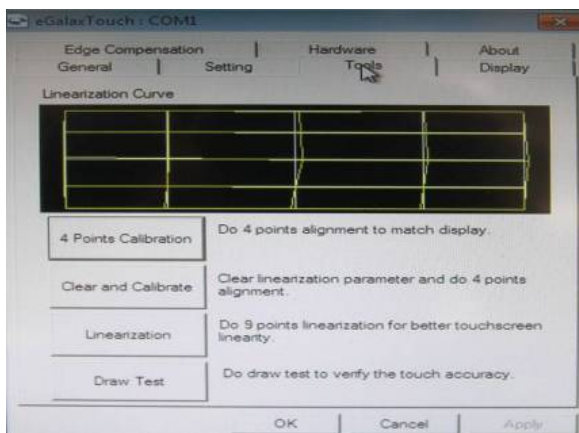 eGalaxTouch : COM1
Edge Compensation Hardware About
General Setting Tools Display
Linearization Curve
4 Points Calibration
Do 4 points alignment to match display.
Clear and Calibrate
Clear linearization parameter and do 4 points
alignment.
Linearization
Do 9 points linearization for better touchscreen
linearity.
Draw Test
Do draw test to verify the touch accuracy.
OK Cancel Apply